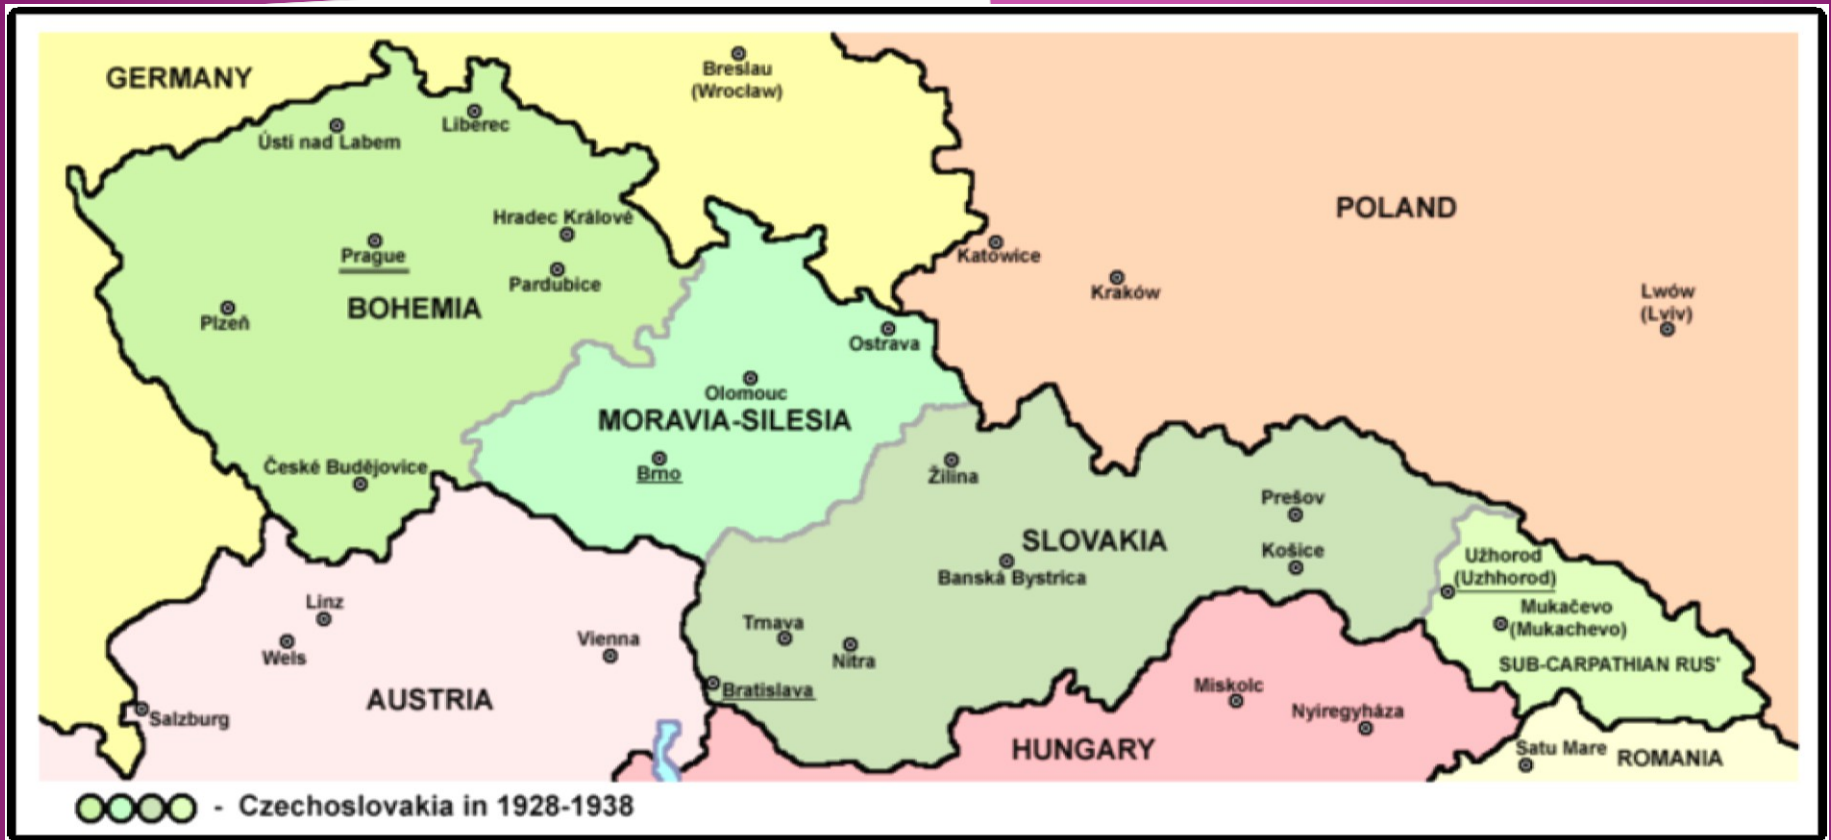 GERMANY
Breslau
(Wroclaw)
Liberec
Ústi nad Labem
POLAND
Hradec Králové
Prague
Katowice
Pardubice
Kraków
Lwów
(Lviv)
BOHEMIA
Plzeň
Ostrava
Olomouc
MORAVIA-SILESIA
České Budějovice
Brno
Žilina
Prešov
SLOVAKIA
Košice
Banská Bystrica
Užhorod
(Uzhhorod)
Mukačevo
(Mukachevo)
SUB-CARPATHIAN RUS'
Linz
Wels
Vienna
Trnava
Nitra
Bratislava
AUSTRIA
Salzburg
Miskolc
Nyiregyháza
HUNGARY
Satu Mare
ROMANIA
- Czechoslovakia in 1928-1938